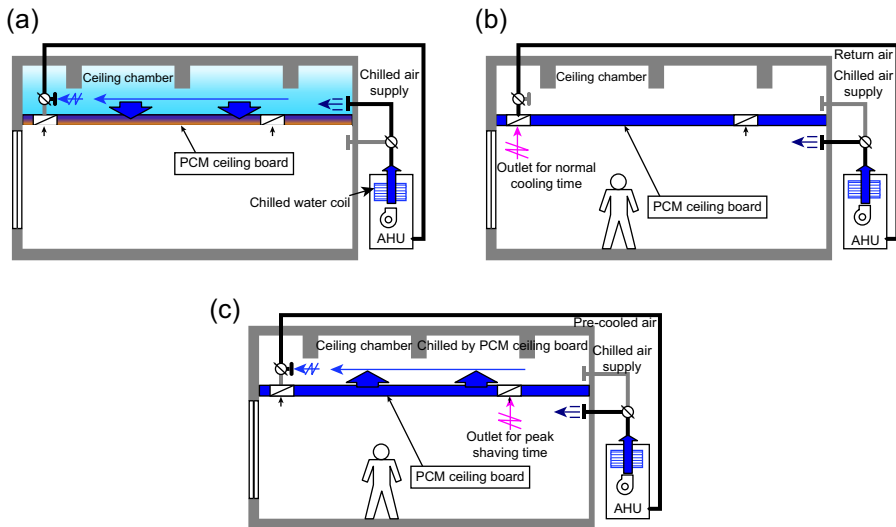 (a)
Ceiling chamber
Chilled air
supply
PCM ceiling board
Chilled water coil
AHU
(b)
Return air
Ceiling chamber
Chilled air
supply
Outlet for normal
cooling time
PCM ceiling board
AHU
(c)
Pre-cooled air
Ceiling chamber Chilled by PCM ceiling board
Chilled air
supply
Outlet for peak
shaving time
PCM ceiling board
AHU